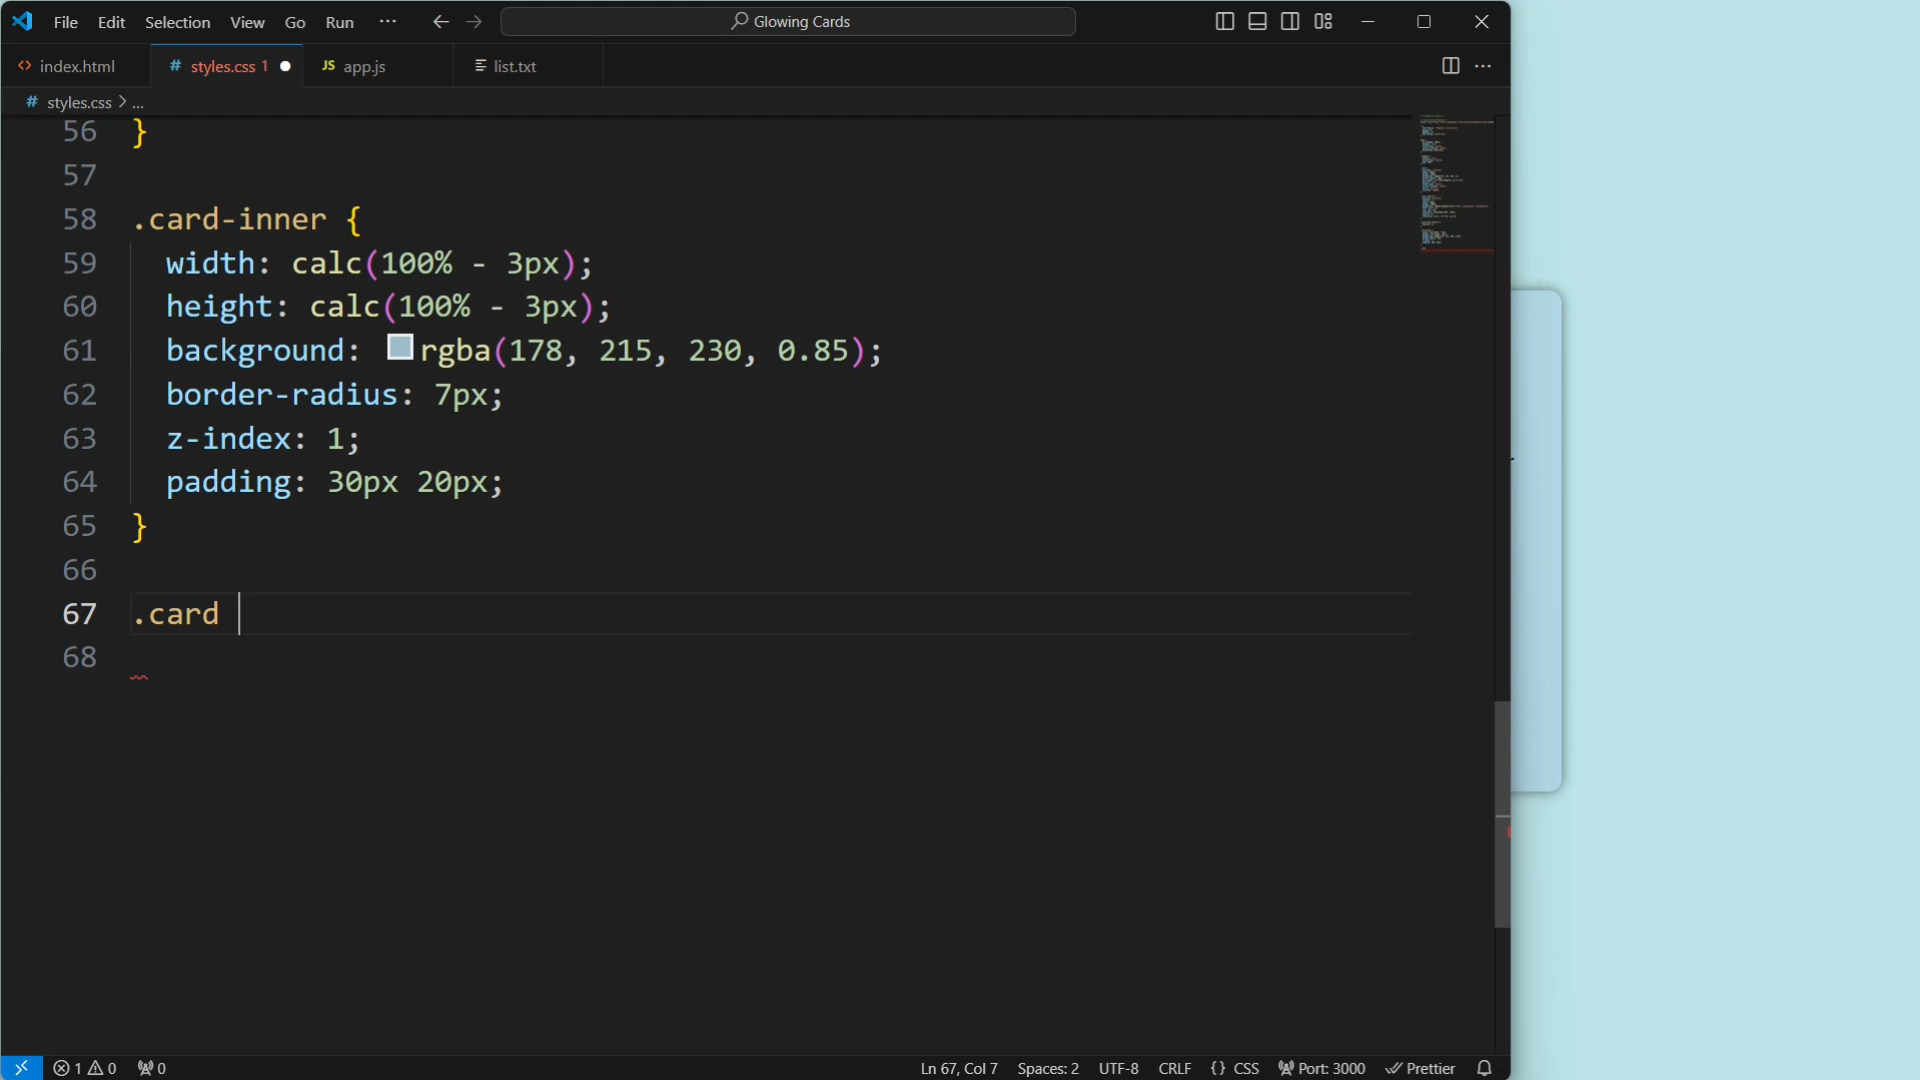 File Edit Selection View Go Run ··· Glowing Cards
index.html # styles.css 1 JS app.js list.txt
# styles.css > ...
56 }
57
58 .card-inner {
59 width: calc(100% - 3px);
60 height: calc(100% - 3px);
61 background: rgba(178, 215, 230, 0.85);
62 border-radius: 7px;
63 z-index: 1;
64 padding: 30px 20px;
65 }
66
67 .card
68
1 0 0 Ln 67, Col 7 Spaces: 2 UTF-8 CRLF {} CSS Port: 3000 Prettier